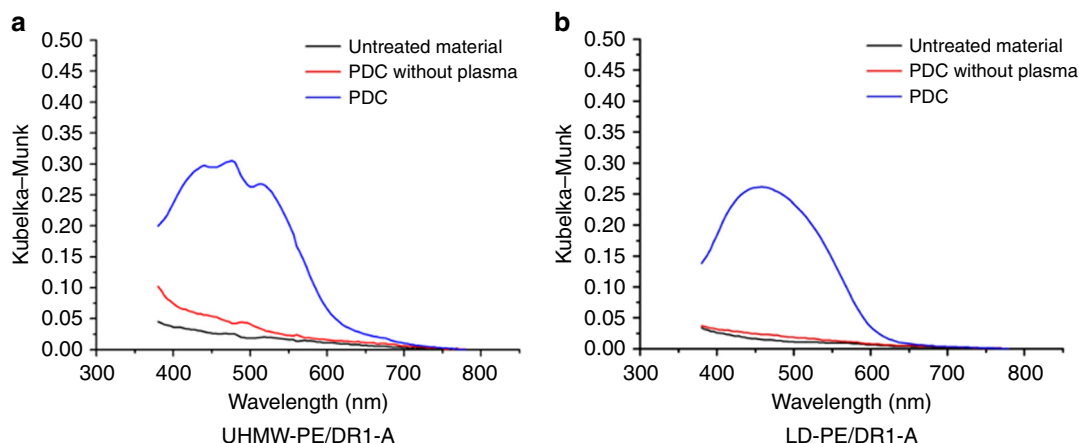 a
0.50
0.45
0.40
0.35
0.30
0.25
0.20
0.15
0.10
0.05
0.00
Kubelka–Munk
Untreated material
PDC without plasma
PDC
300 400 500 600 700 800
Wavelength (nm)
UHMW-PE/DR1-A
b
0.50
0.45
0.40
0.35
0.30
0.25
0.20
0.15
0.10
0.05
0.00
Kubelka–Munk
Untreated material
PDC without plasma
PDC
300 400 500 600 700 800
Wavelength (nm)
LD-PE/DR1-A